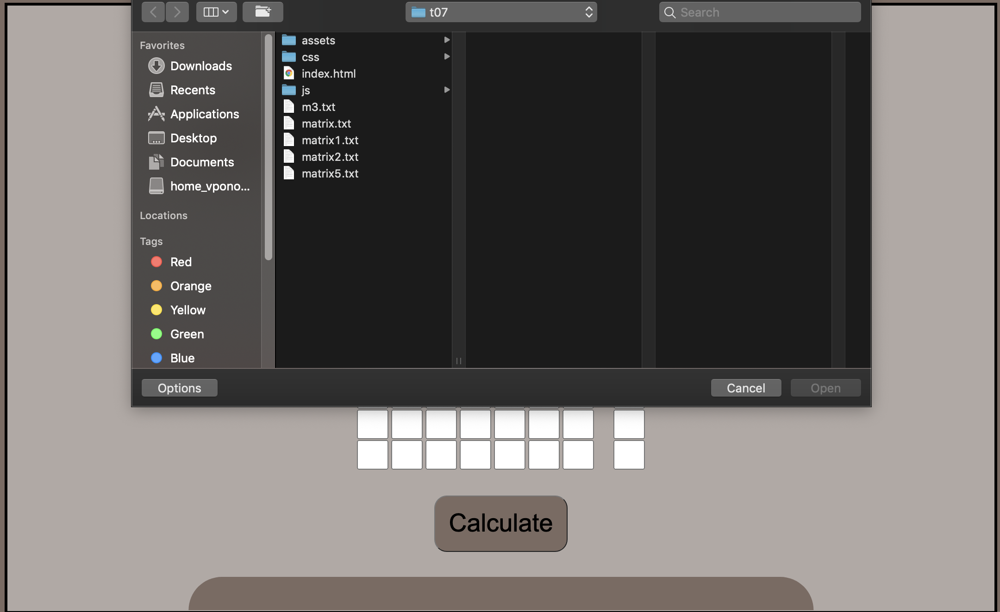 t07
Search
Favorites
Downloads
Recents
Applications
Desktop
Documents
home_vpono...
Locations
Tags
Red
Orange
Yellow
Green
Blue
assets
css
index.html
js
m3.txt
matrix.txt
matrix1.txt
matrix2.txt
matrix5.txt
Options
Cancel
Open
Calculate